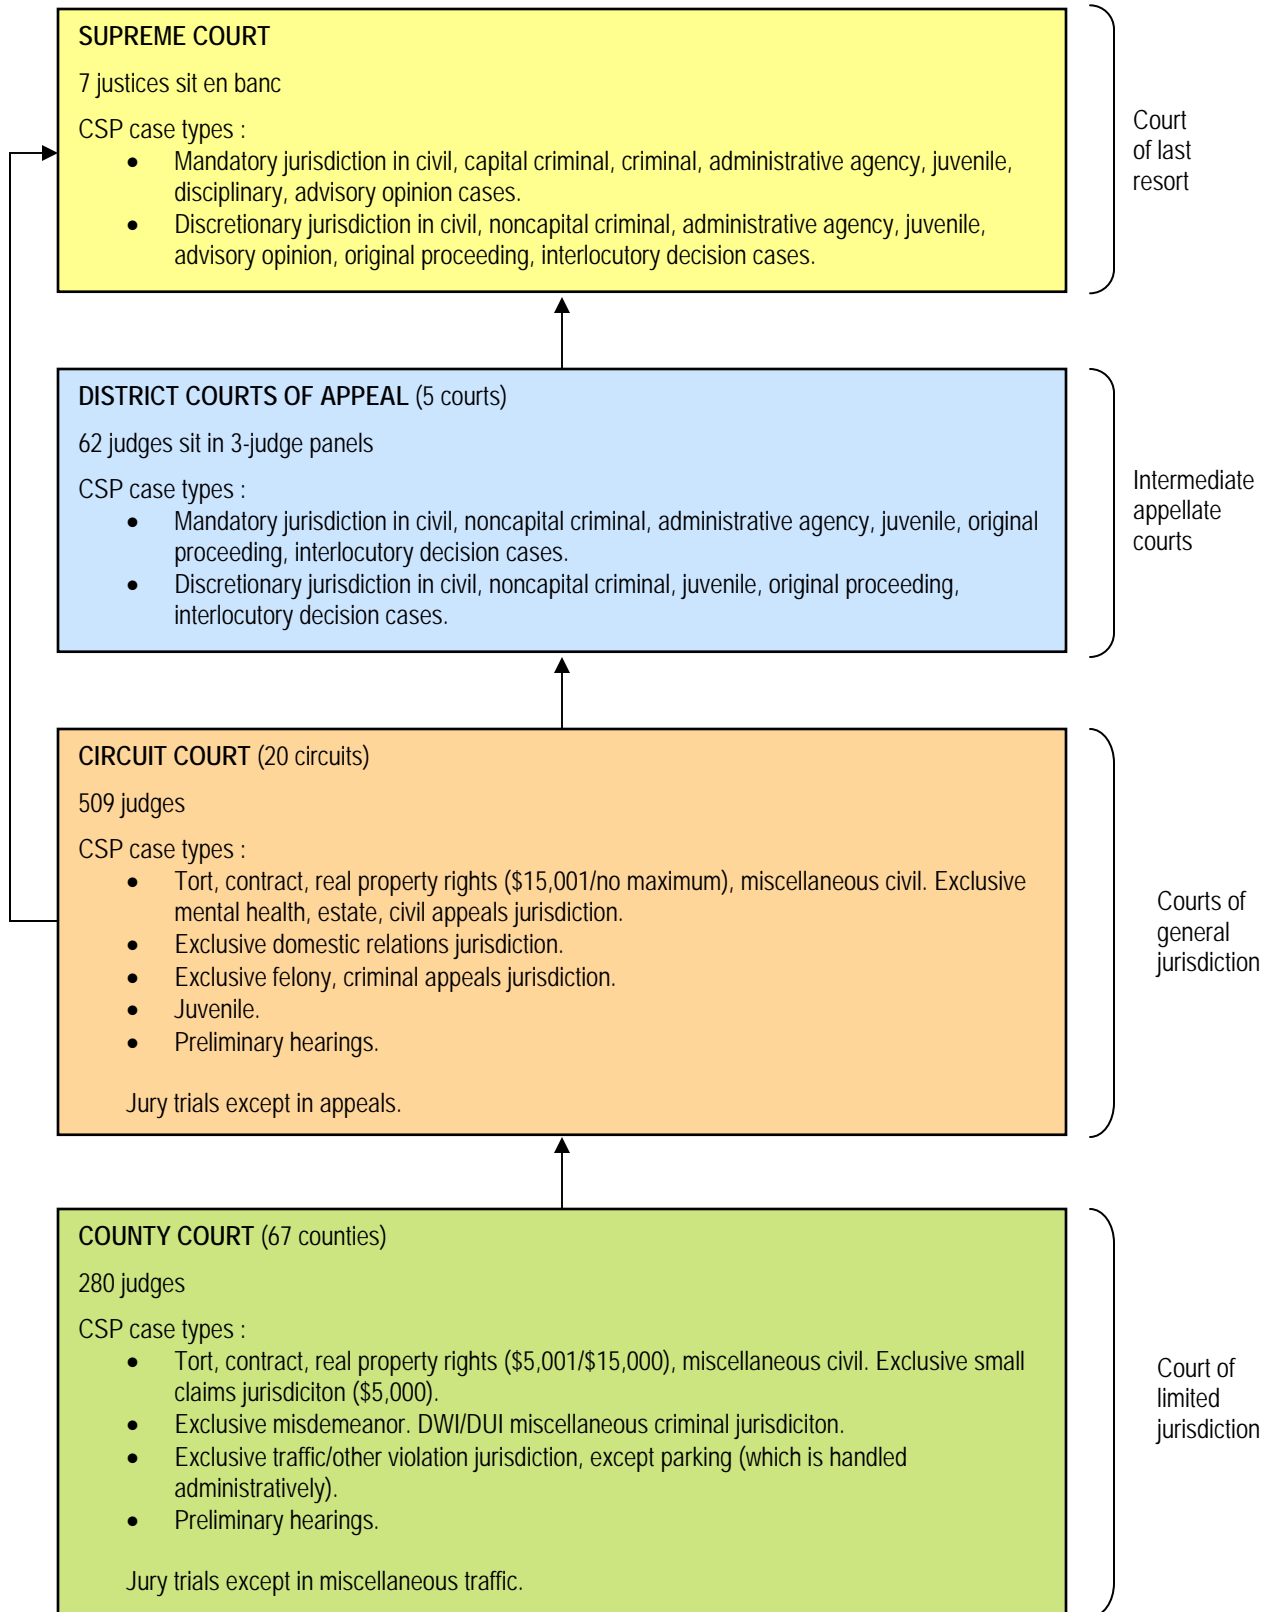 SUPREME COURT
7 justices sit en banc
CSP case types :
• Mandatory jurisdiction in civil, capital criminal, criminal, administrative agency, juvenile,
disciplinary, advisory opinion cases.
• Discretionary jurisdiction in civil, noncapital criminal, administrative agency, juvenile,
advisory opinion, original proceeding, interlocutory decision cases.
Court
of last
resort
DISTRICT COURTS OF APPEAL (5 courts)
62 judges sit in 3-judge panels
CSP case types :
• Mandatory jurisdiction in civil, noncapital criminal, administrative agency, juvenile, original
proceeding, interlocutory decision cases.
• Discretionary jurisdiction in civil, noncapital criminal, juvenile, original proceeding,
interlocutory decision cases.
Intermediate
appellate
courts
CIRCUIT COURT (20 circuits)
509 judges
CSP case types :
• Tort, contract, real property rights ($15,001/no maximum), miscellaneous civil. Exclusive
mental health, estate, civil appeals jurisdiction.
• Exclusive domestic relations jurisdiction.
• Exclusive felony, criminal appeals jurisdiction.
• Juvenile.
• Preliminary hearings.
Jury trials except in appeals.
Courts of
general
jurisdiction
COUNTY COURT (67 counties)
280 judges
CSP case types :
• Tort, contract, real property rights ($5,001/$15,000), miscellaneous civil. Exclusive small
claims jurisdiciton ($5,000).
• Exclusive misdemeanor. DWI/DUI miscellaneous criminal jurisdiciton.
• Exclusive traffic/other violation jurisdiction, except parking (which is handled
administratively).
• Preliminary hearings.
Jury trials except in miscellaneous traffic.
Court of
limited
jurisdiction